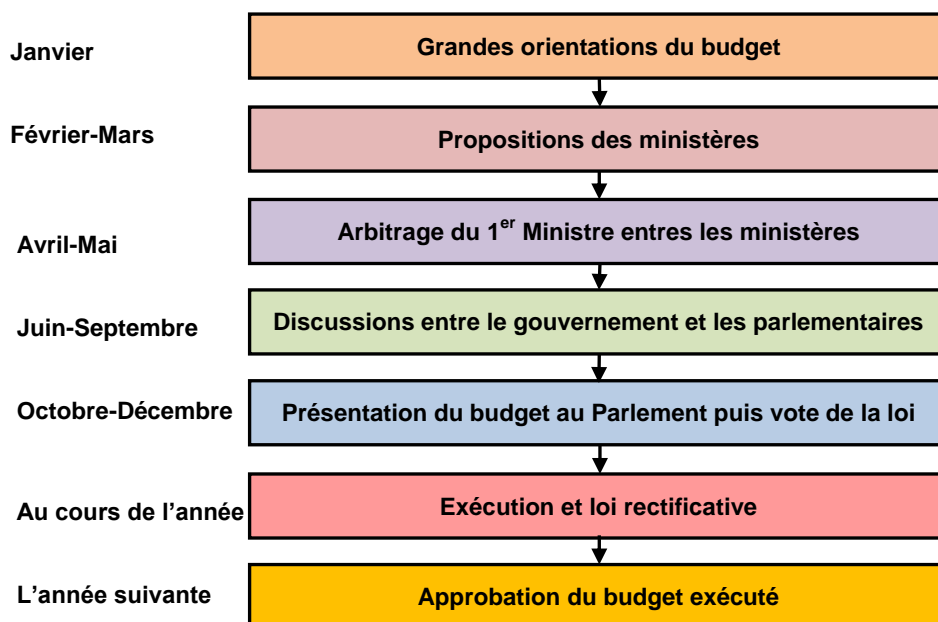 Janvier
Grandes orientations du budget
Février-Mars
Propositions des ministères
Avril-Mai
Arbitrage du 1er Ministre entres les ministères
Juin-Septembre
Discussions entre le gouvernement et les parlementaires
Octobre-Décembre
Présentation du budget au Parlement puis vote de la loi
Au cours de l’année
Exécution et loi rectificative
L’année suivante
Approbation du budget exécuté